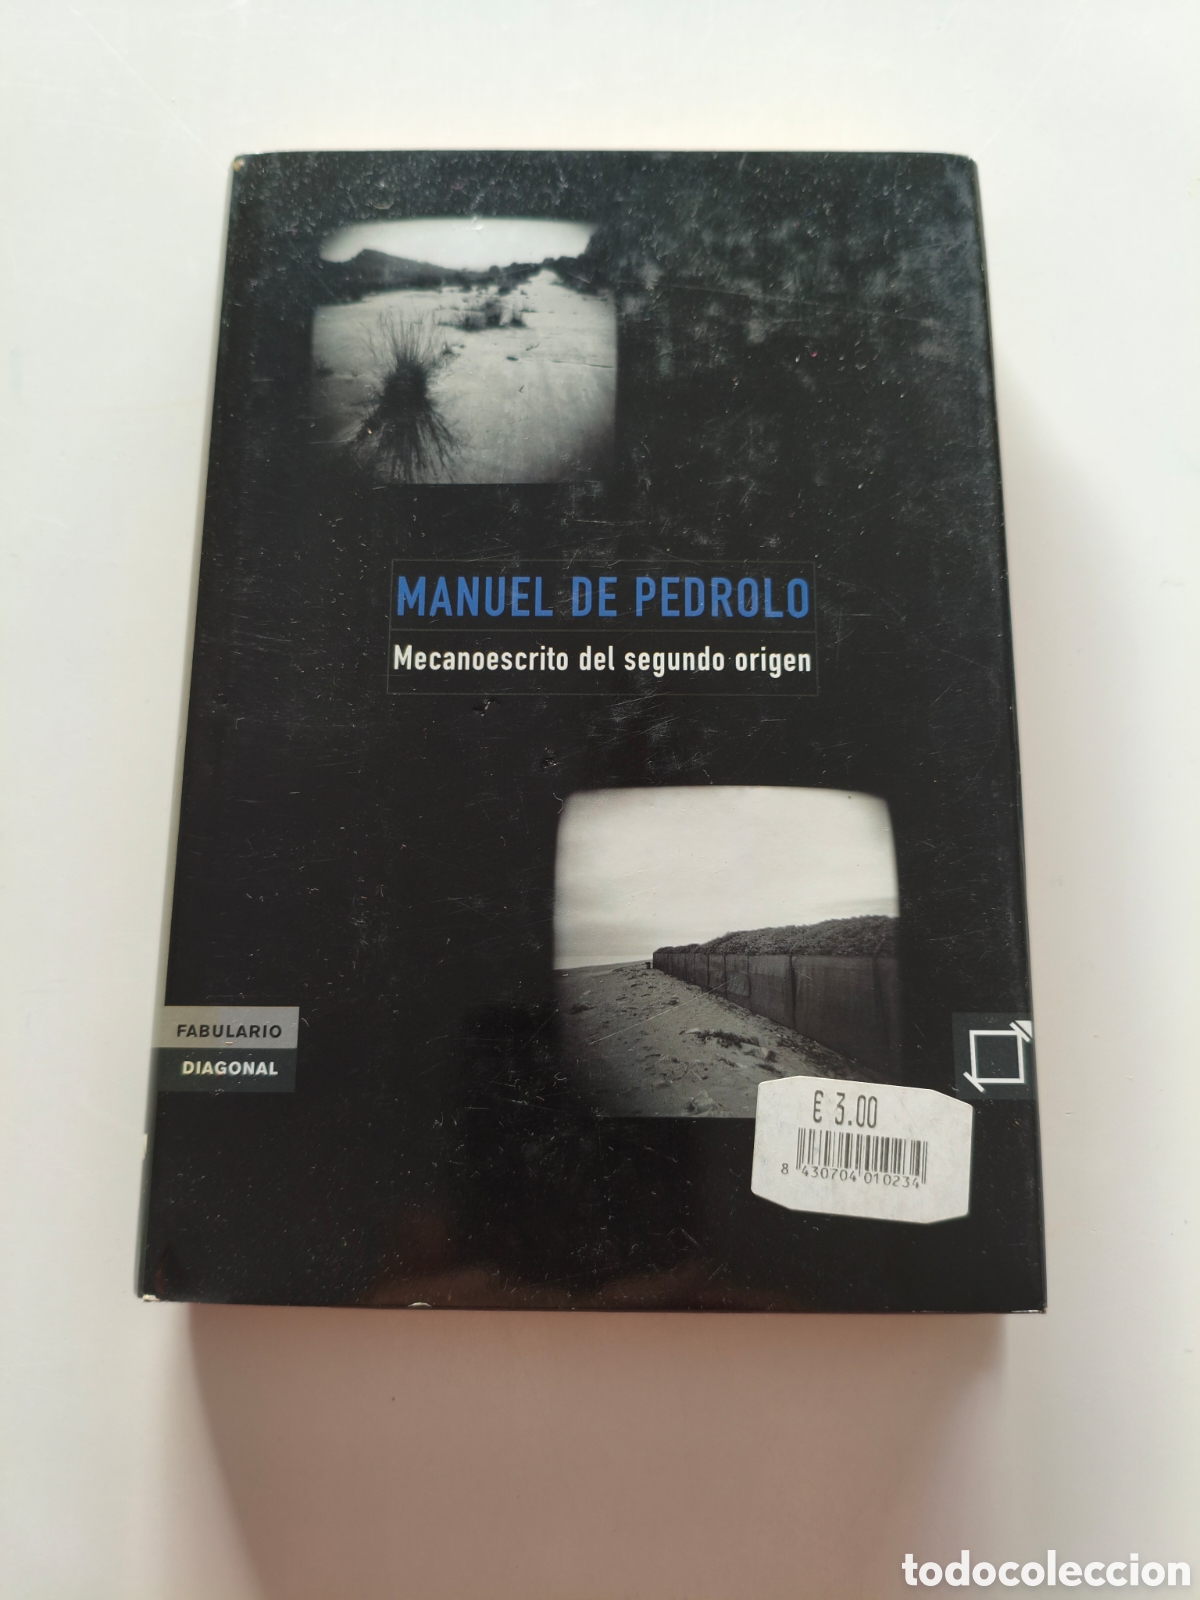 MANUEL DE PEDROLO
Mecanoescrito del segundo origen
FABULARIO
DIAGONAL
€ 3.00
8 430704 010234
todocoleccion